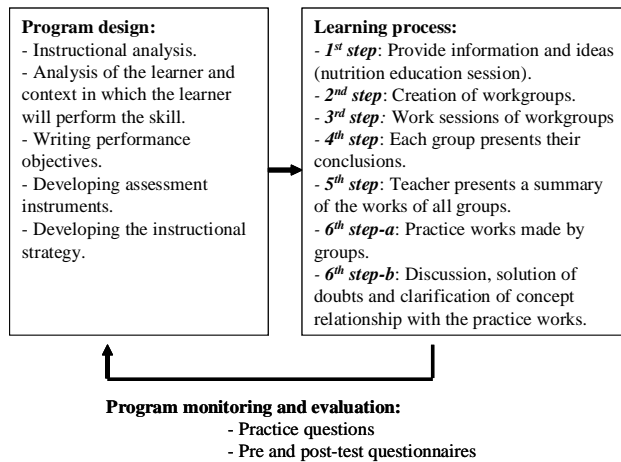 Program design:
- Instructional analysis.
- Analysis of the learner and
context in which the learner
will perform the skill.
- Writing performance
objectives.
- Developing assessment
instruments.
- Developing the instructional
strategy.
Learning process:
- 1st step: Provide information and ideas
(nutrition education session).
- 2nd step: Creation of workgroups.
- 3rd step: Work sessions of workgroups
- 4th step: Each group presents their
conclusions.
- 5th step: Teacher presents a summary
of the works of all groups.
- 6th step-a: Practice works made by
groups.
- 6th step-b: Discussion, solution of
doubts and clarification of concept
relationship with the practice works.
Program monitoring and evaluation:
- Practice questions
- Pre and post-test questionnaires